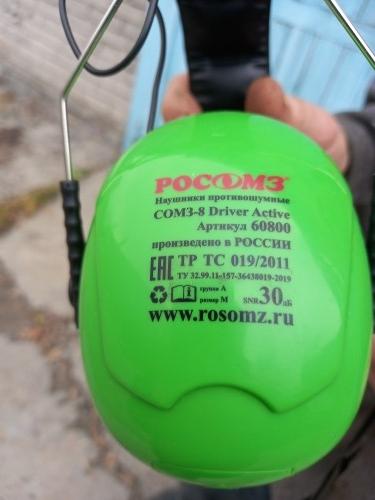 РОСОМЗ®
Наушники противошумные
СОМЗ-8 Driver Active
Артикул 60800
произведено в РОССИИ
ЕАС ТР ТС 019/2011
ТУ 32.99.11-157-36438019-2019
группа А
размер М
SNR 30 дБ
www.rosomz.ru